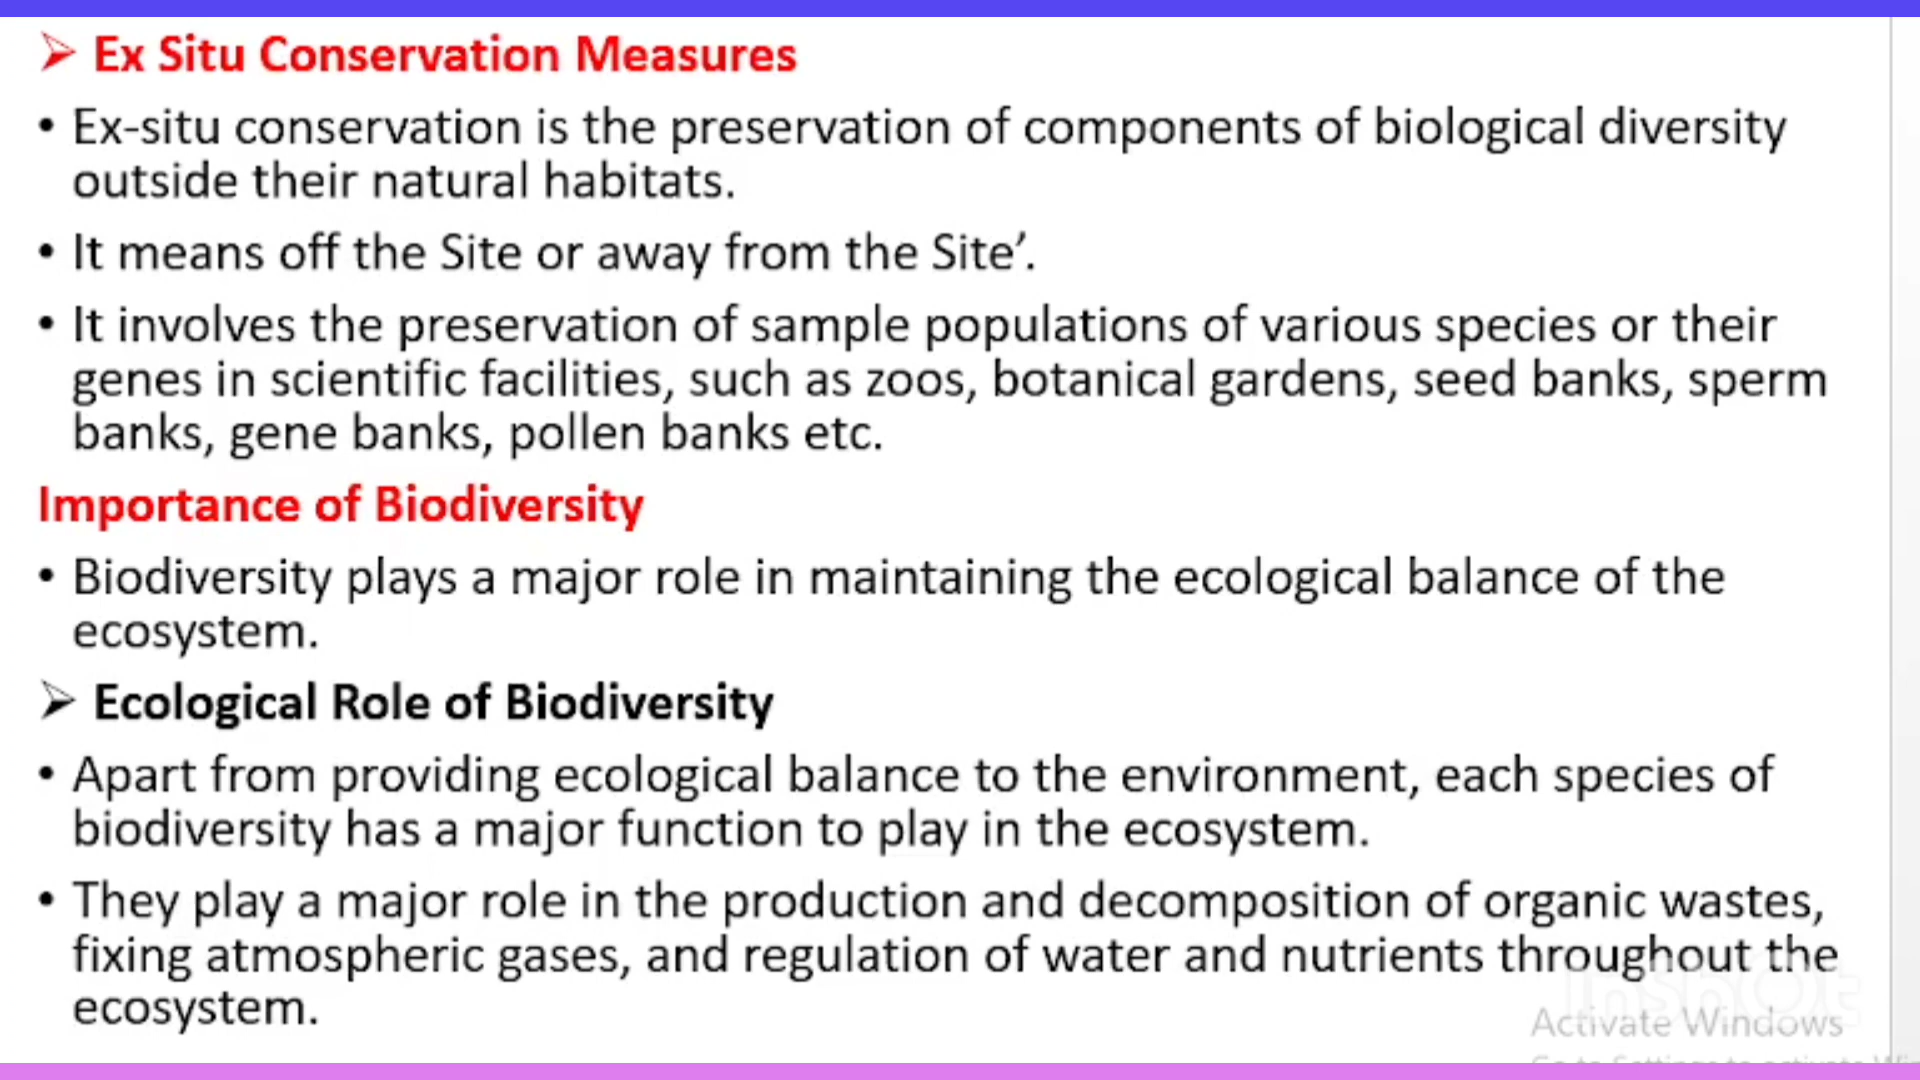 ➢ Ex Situ Conservation Measures
• Ex-situ conservation is the preservation of components of biological diversity
outside their natural habitats.
• It means off the Site or away from the Site’.
• It involves the preservation of sample populations of various species or their
genes in scientific facilities, such as zoos, botanical gardens, seed banks, sperm
banks, gene banks, pollen banks etc.
Importance of Biodiversity
• Biodiversity plays a major role in maintaining the ecological balance of the
ecosystem.
➢ Ecological Role of Biodiversity
• Apart from providing ecological balance to the environment, each species of
biodiversity has a major function to play in the ecosystem.
• They play a major role in the production and decomposition of organic wastes,
fixing atmospheric gases, and regulation of water and nutrients throughout the
ecosystem.
InShOt
Activate Windows